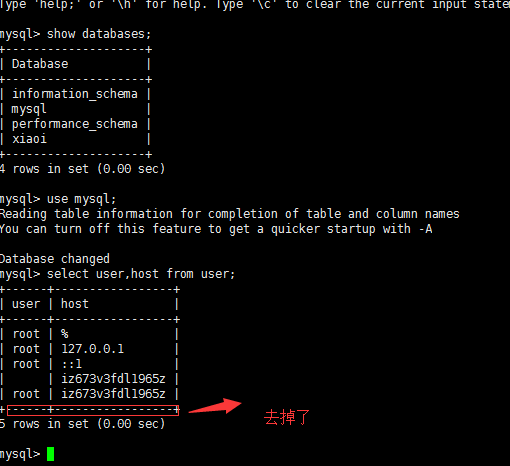 Type 'help;' or '\h' for help. Type '\c' to clear the current input state
mysql> show databases;
+--------------------+
| Database           |
+--------------------+
| information_schema |
| mysql              |
| performance_schema |
| xiaoi              |
+--------------------+
4 rows in set (0.00 sec)
mysql> use mysql;
Reading table information for completion of table and column names
You can turn off this feature to get a quicker startup with -A
Database changed
mysql> select user,host from user;
+------+-----------------+
| user | host            |
+------+-----------------+
| root | %               |
| root | 127.0.0.1       |
| root | ::1             |
|      | iz673v3fdl1965z |
| root | iz673v3fdl1965z |
+------+-----------------+
去掉了
5 rows in set (0.00 sec)
mysql>